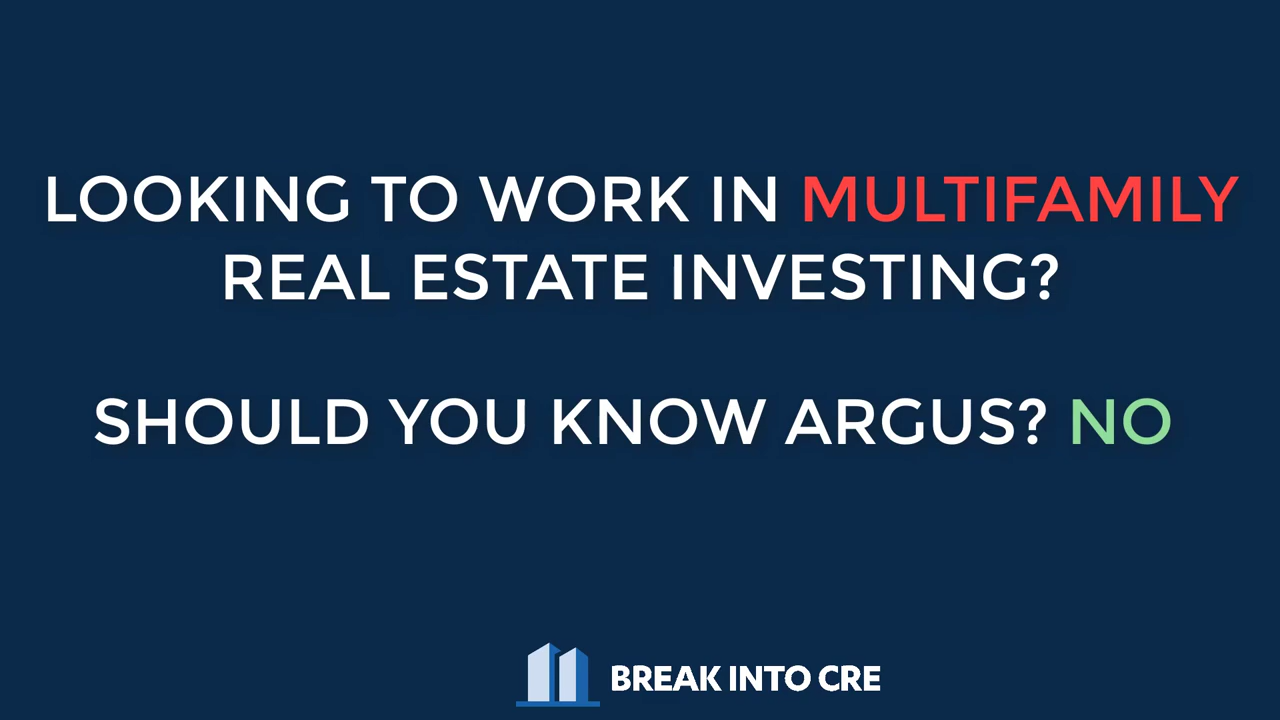 LOOKING TO WORK IN MULTIFAMILY
REAL ESTATE INVESTING?
SHOULD YOU KNOW ARGUS? NO
BREAK INTO CRE